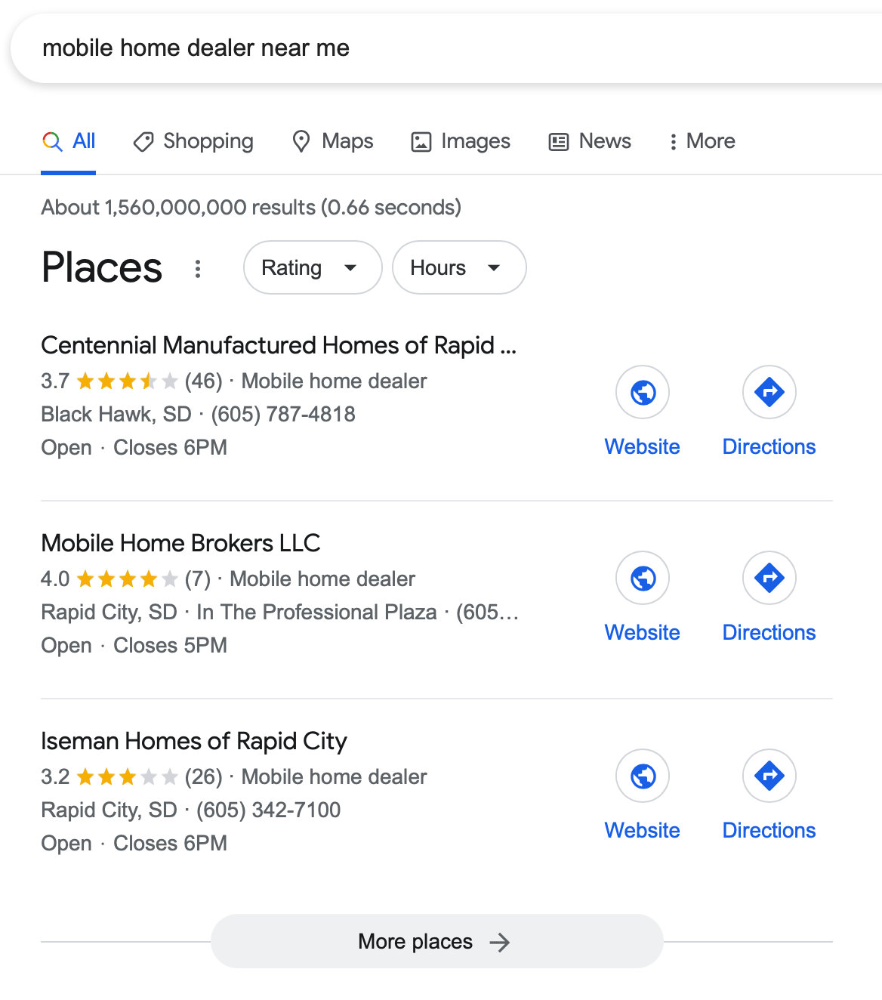 mobile home dealer near me
All Shopping Maps Images News More
About 1,560,000,000 results (0.66 seconds)
Places Rating Hours
Centennial Manufactured Homes of Rapid ...
3.7 (46) · Mobile home dealer
Black Hawk, SD · (605) 787-4818
Open · Closes 6PM
Website Directions
Mobile Home Brokers LLC
4.0 (7) · Mobile home dealer
Rapid City, SD · In The Professional Plaza · (605...
Open · Closes 5PM
Website Directions
Iseman Homes of Rapid City
3.2 (26) · Mobile home dealer
Rapid City, SD · (605) 342-7100
Open · Closes 6PM
Website Directions
More places